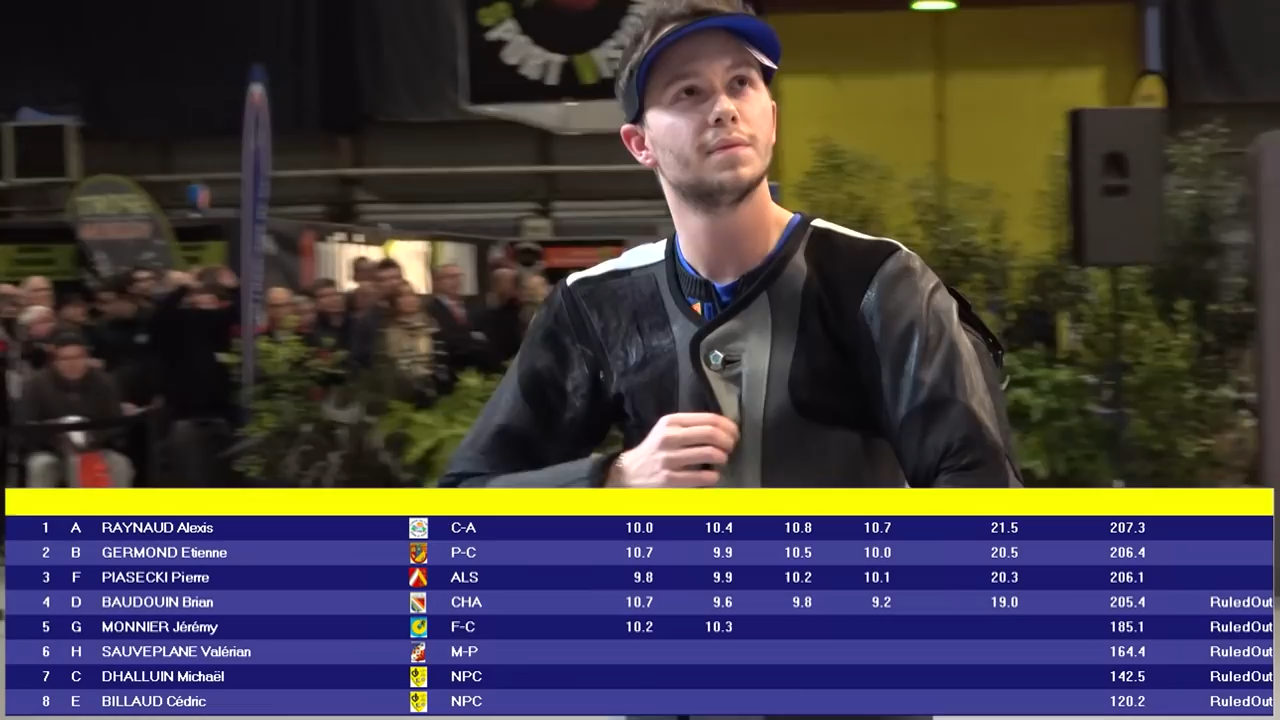 1 A RAYNAUD Alexis C-A 10.0 10.4 10.8 10.7 21.5 207.3
2 B GERMOND Etienne P-C 10.7 9.9 10.5 10.0 20.5 206.4
3 F PIASECKI Pierre ALS 9.8 9.9 10.2 10.1 20.3 206.1
4 D BAUDOUIN Brian CHA 10.7 9.6 9.8 9.2 19.0 205.4 RuledOut
5 G MONNIER Jérémy F-C 10.2 10.3 185.1 RuledOut
6 H SAUVEPLANE Valérian M-P 164.4 RuledOut
7 C DHALLUIN Michaël NPC 142.5 RuledOut
8 E BILLAUD Cédric NPC 120.2 RuledOut